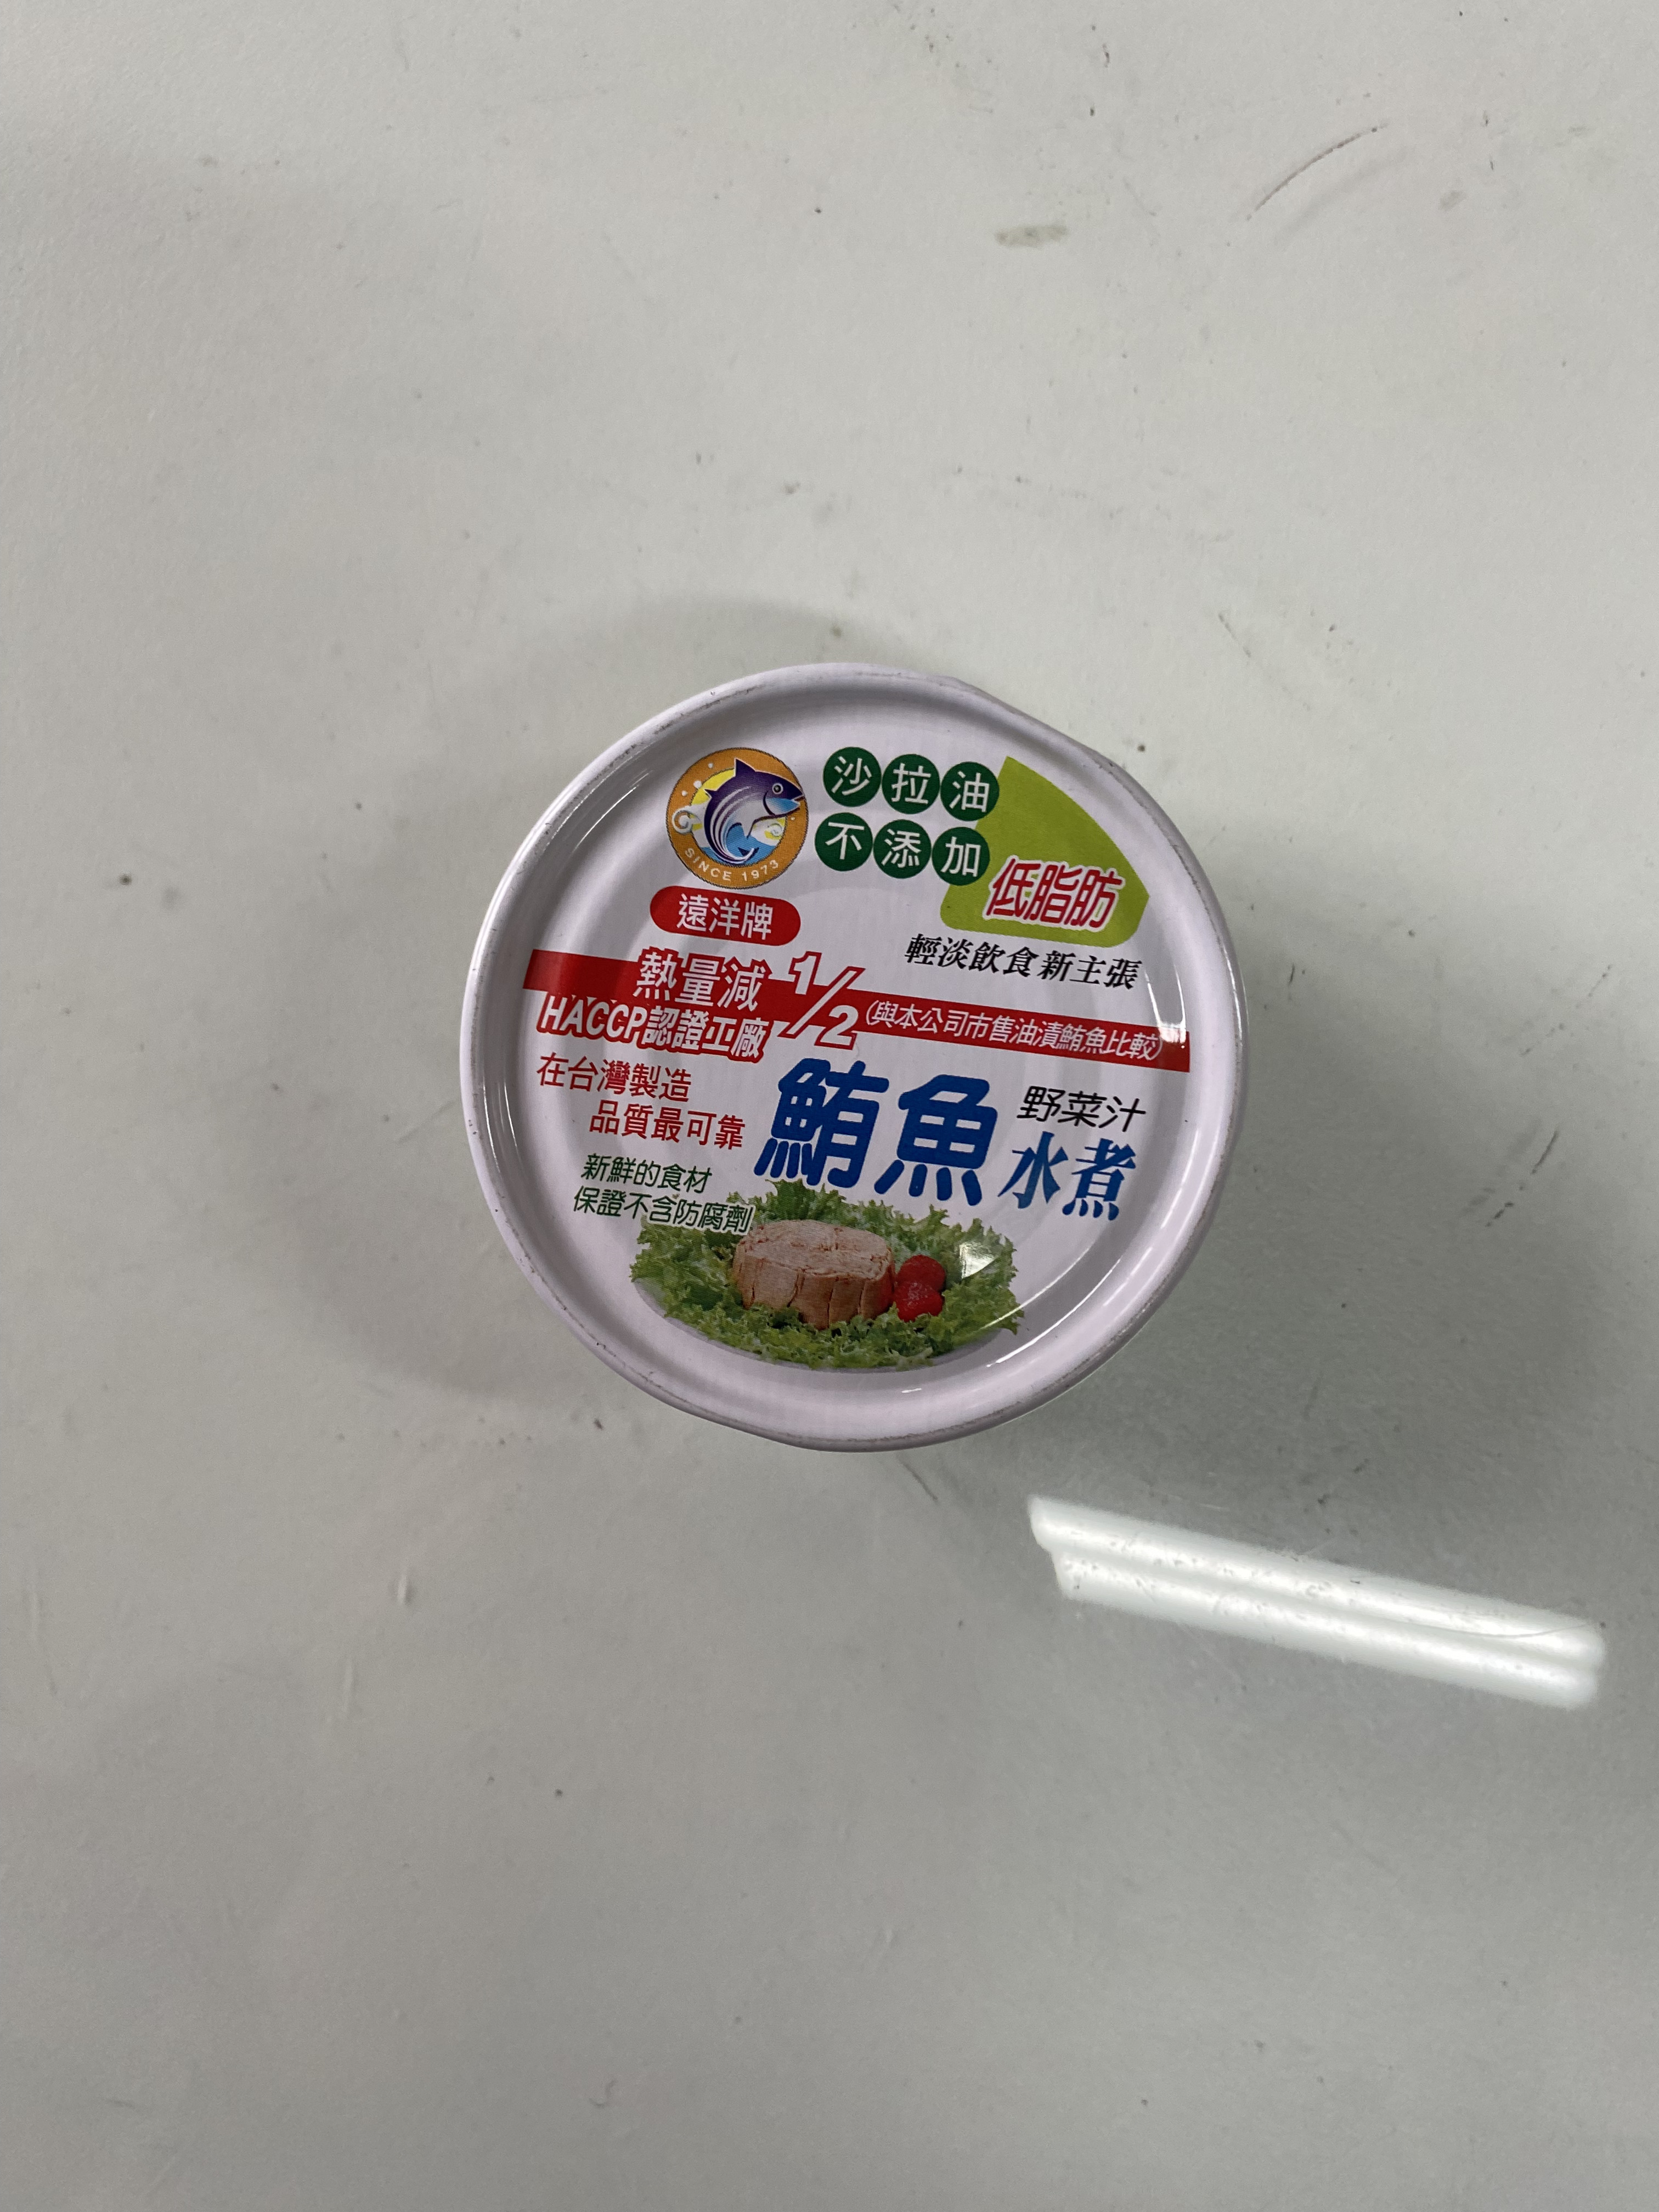 沙拉油
不添加
SINCE 1973
低脂肪
遠洋牌
輕淡飲食新主張
熱量減1/2(與本公司市售油漬鮪魚比較)
HACCP認證工廠
在台灣製造
品質最可靠
鮪魚
野菜汁
水煮
新鮮的食材
保證不含防腐劑